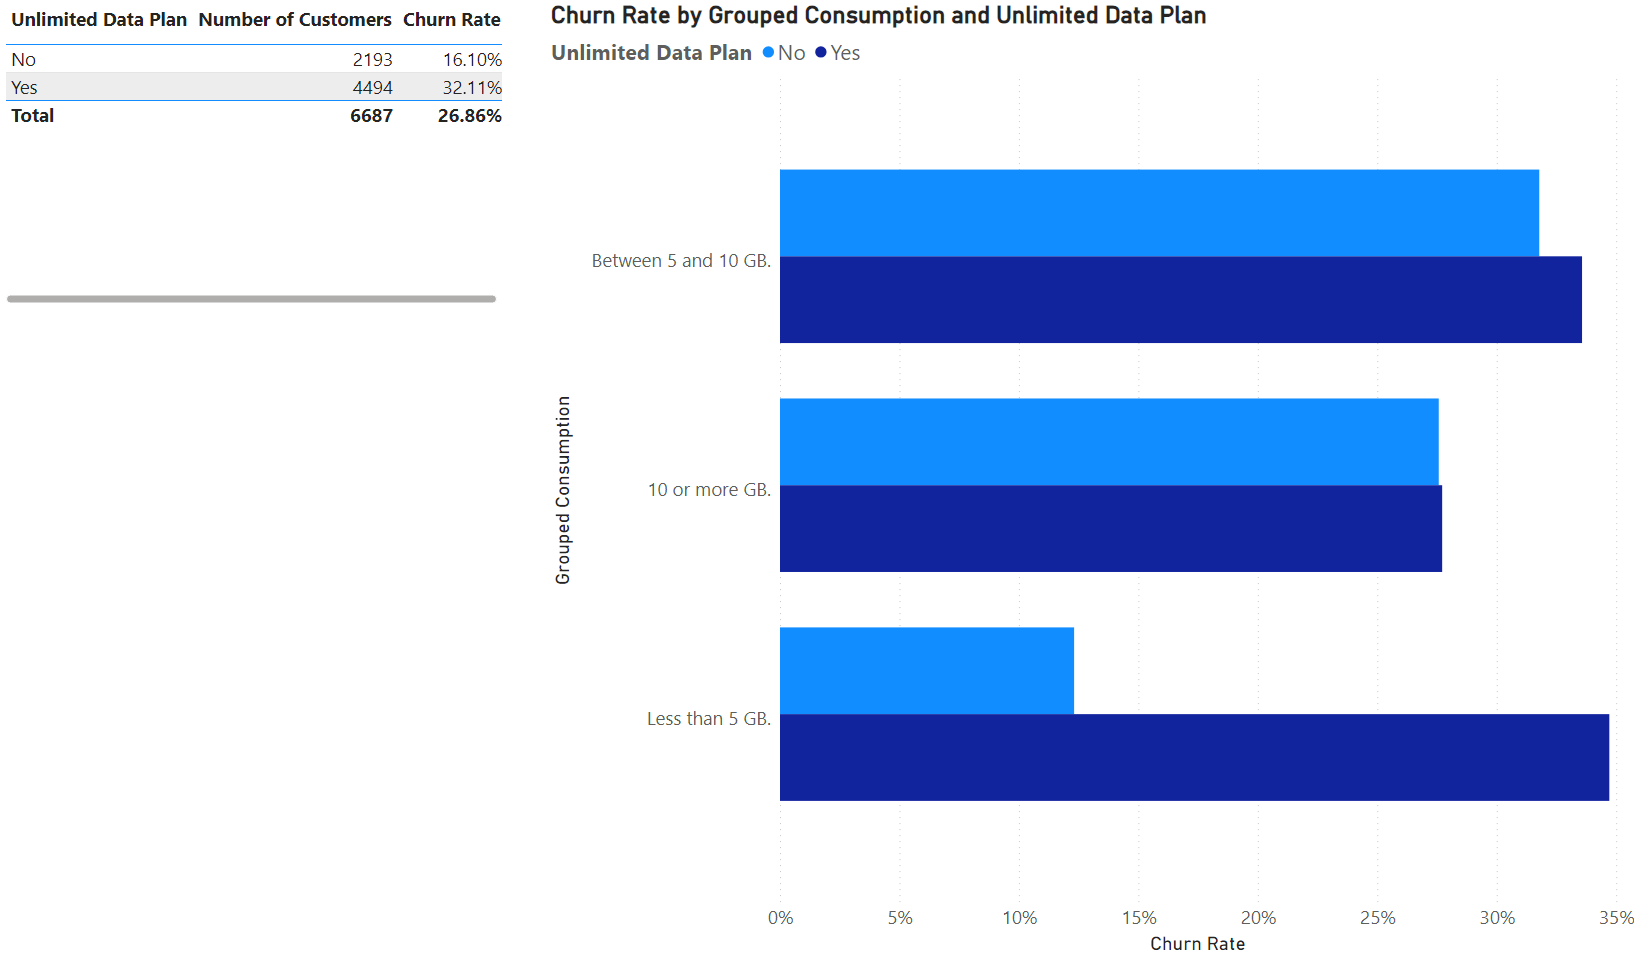 Unlimited Data Plan Number of Customers Churn Rate
No 2193 16.10%
Yes 4494 32.11%
Total 6687 26.86%
Churn Rate by Grouped Consumption and Unlimited Data Plan
Unlimited Data Plan No Yes
Grouped Consumption
Between 5 and 10 GB.
10 or more GB.
Less than 5 GB.
0% 5% 10% 15% 20% 25% 30% 35%
Churn Rate